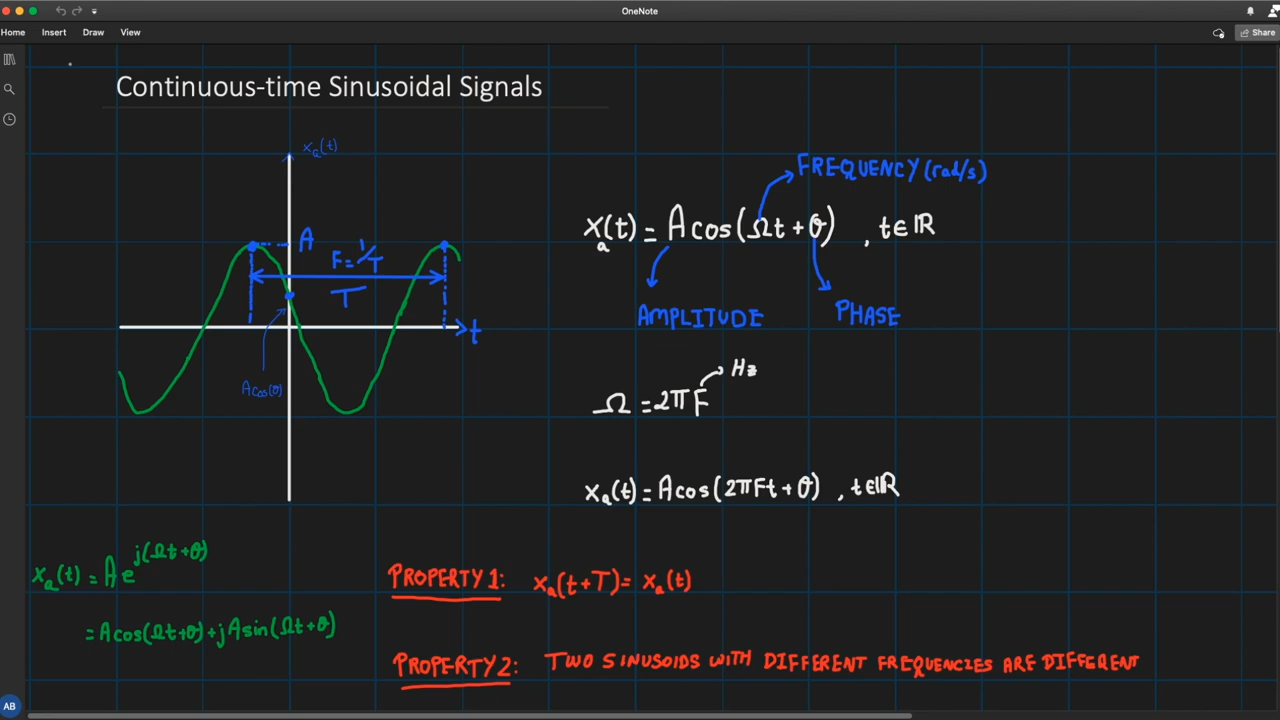 OneNote
Home Insert Draw View
Share
Continuous-time Sinusoidal Signals
xₐ(t)
A
F=1/T
T
t
Acos(θ)
FREQUENCY (rad/s)
xₐ(t) = A cos(Ωt + θ) , t∈ℝ
AMPLITUDE
PHASE
Hz
Ω = 2πF
xₐ(t) = A cos(2πFt + θ) , t∈ℝ
xₐ(t) = A e^{j(Ωt+θ)}
= A cos(Ωt+θ) + j A sin(Ωt+θ)
PROPERTY 1: xₐ(t+T) = xₐ(t)
PROPERTY 2: TWO SINUSOIDS WITH DIFFERENT FREQUENCIES ARE DIFFERENT
AB